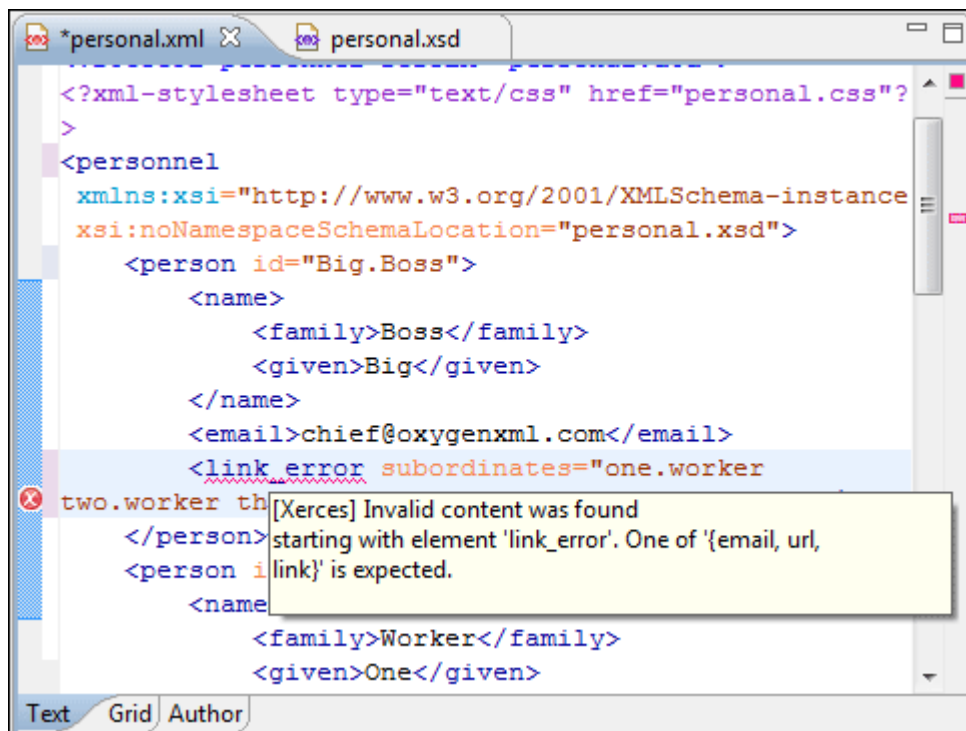 *personal.xml personal.xsd
<?xml-stylesheet type="text/css" href="personal.css"?
>
<personnel
xmlns:xsi="http://www.w3.org/2001/XMLSchema-instance
xsi:noNamespaceSchemaLocation="personal.xsd">
<person id="Big.Boss">
<name>
<family>Boss</family>
<given>Big</given>
</name>
<email>chief@oxygenxml.com</email>
<link_error subordinates="one.worker
two.worker th
[Xerces] Invalid content was found
</person>
starting with element 'link_error'. One of '{email, url,
<person i
link}' is expected.
<name
<family>Worker</family>
<given>One</given>
Text Grid Author